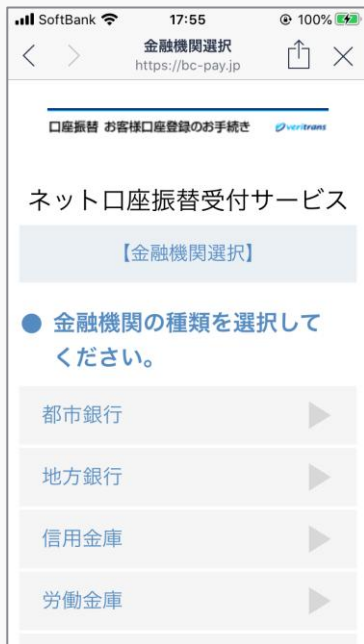 SoftBank 17:55 100%
金融機関選択
https://bc-pay.jp
口座振替 お客様口座登録のお手続き veritrans
ネット口座振替受付サービス
【金融機関選択】
● 金融機関の種類を選択して
ください。
都市銀行
地方銀行
信用金庫
労働金庫